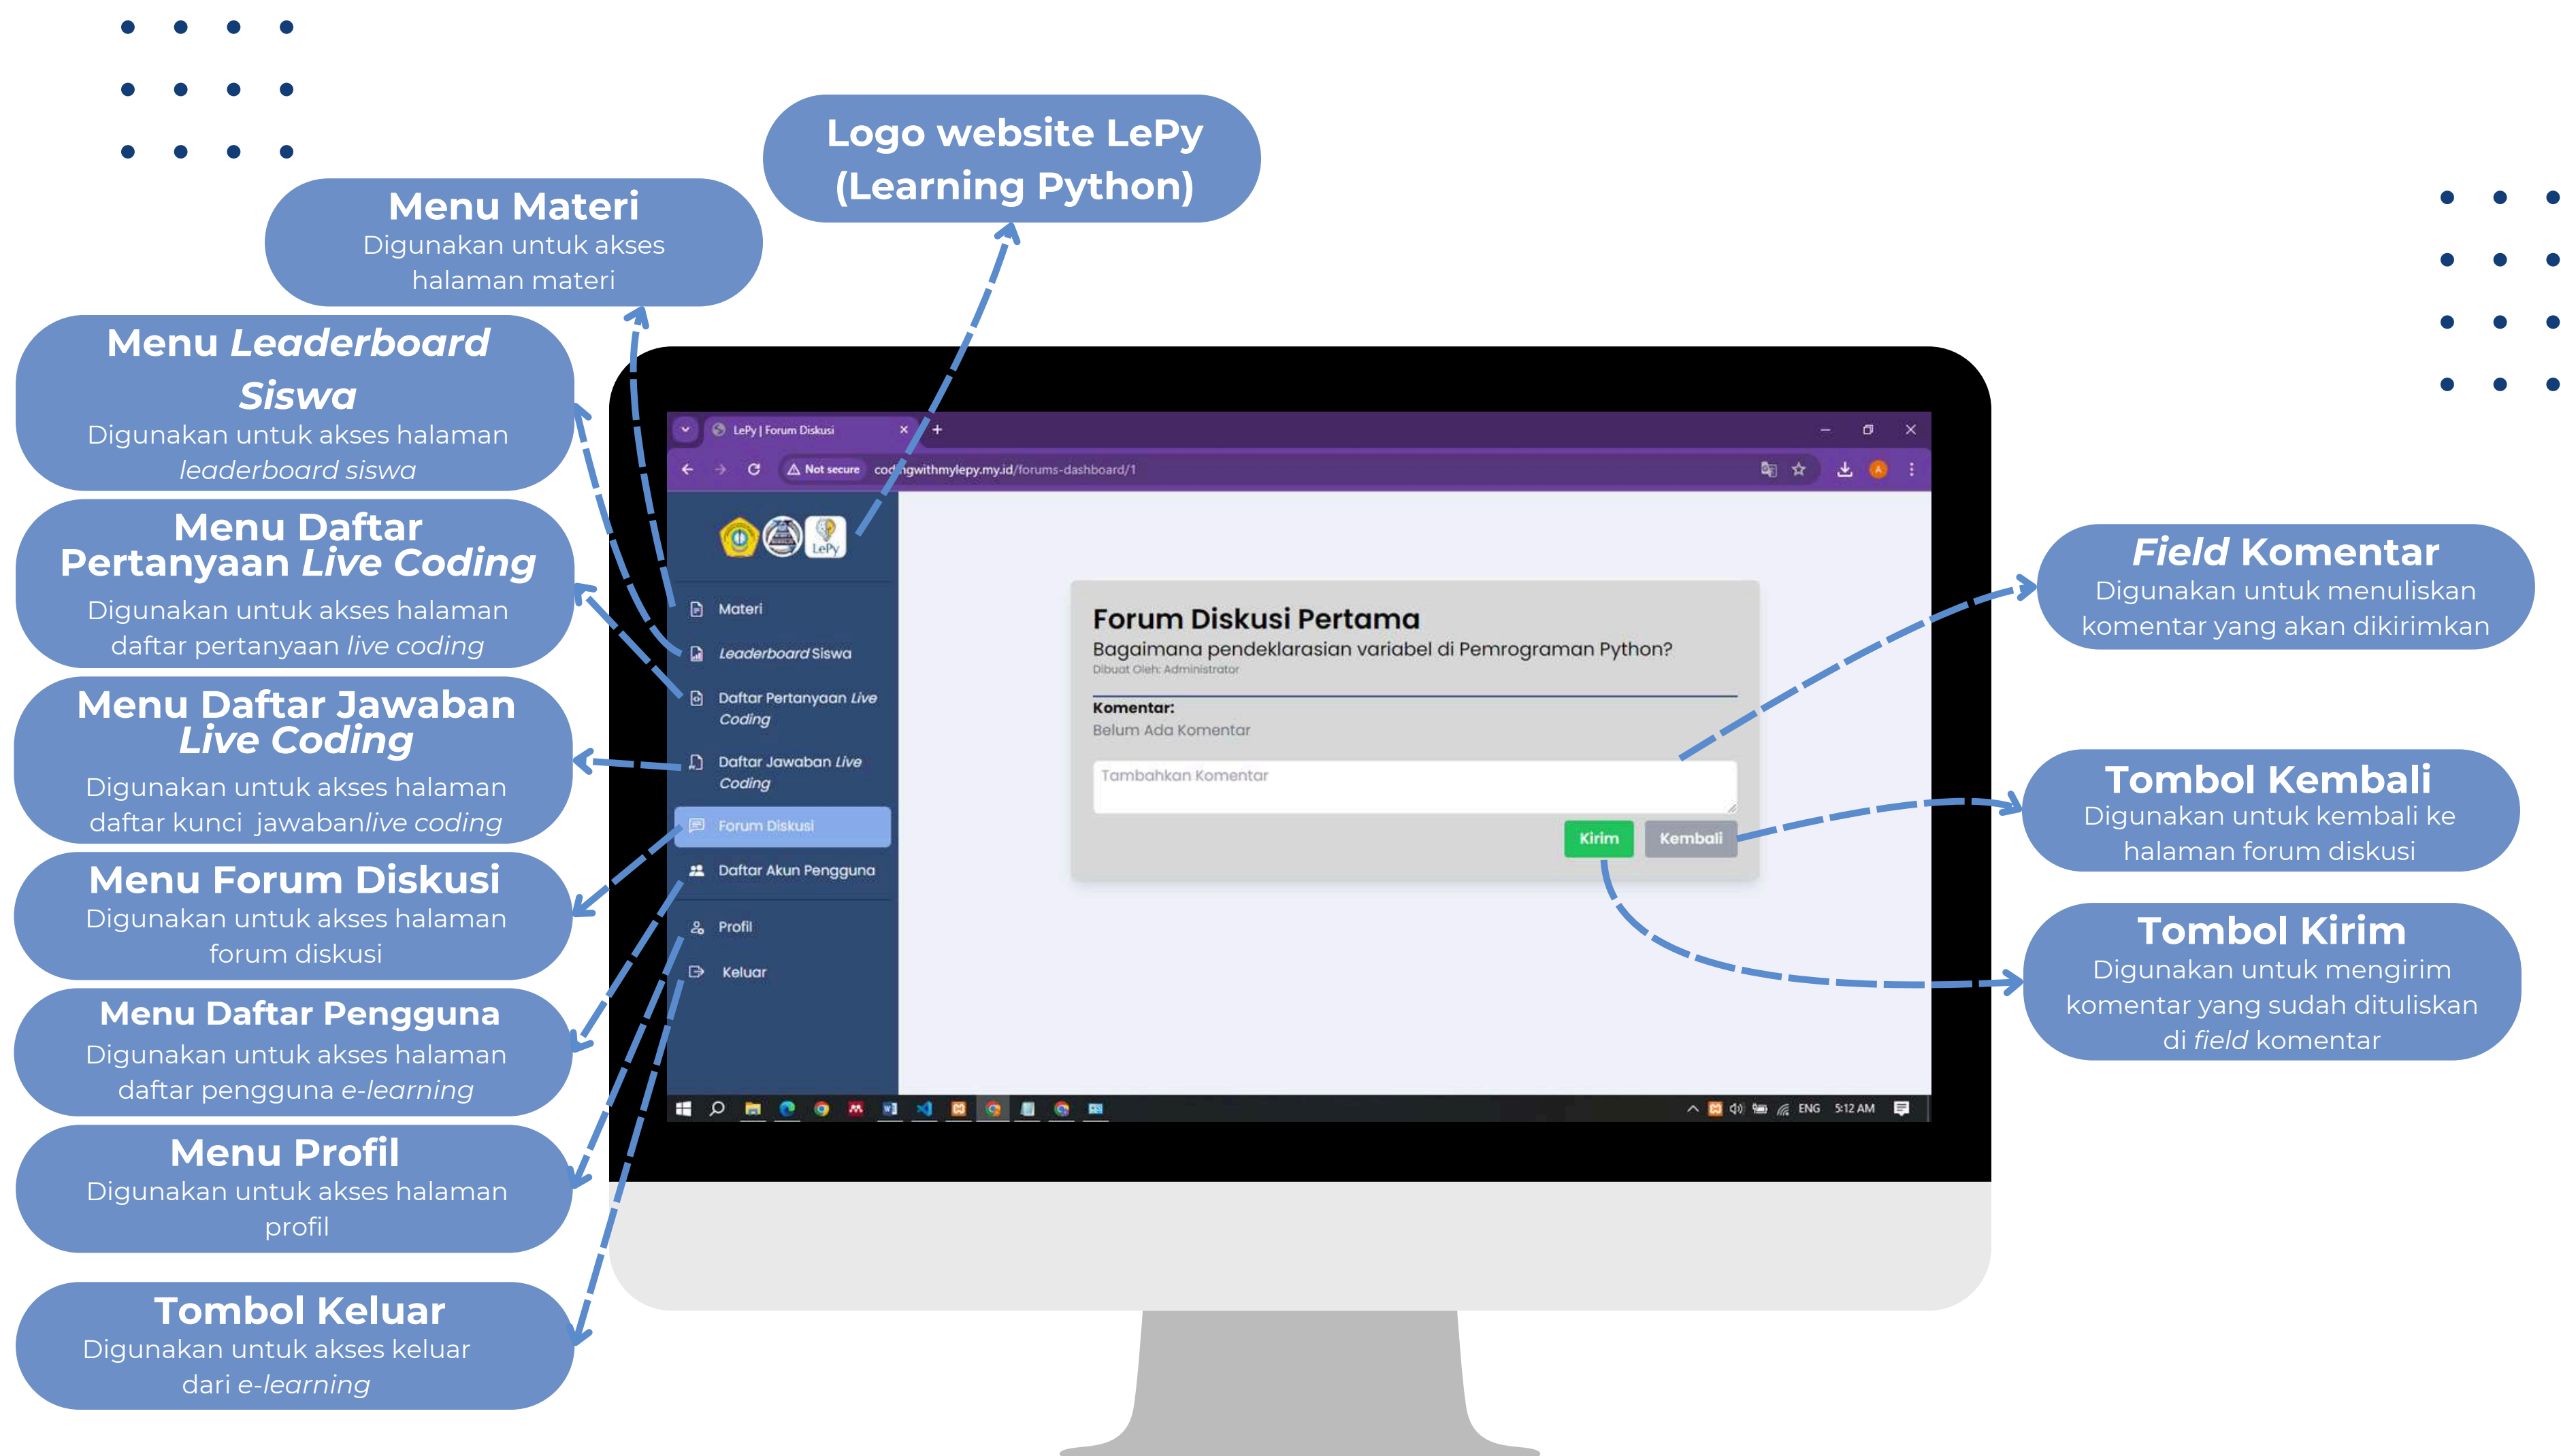 Logo website LePy
(Learning Python)
Menu Materi
Digunakan untuk akses
halaman materi
Menu Leaderboard
Siswa
Digunakan untuk akses halaman
leaderboard siswa
Menu Daftar
Pertanyaan Live Coding
Digunakan untuk akses halaman
daftar pertanyaan live coding
Menu Daftar Jawaban
Live Coding
Digunakan untuk akses halaman
daftar kunci  jawabanlive coding
Menu Forum Diskusi
Digunakan untuk akses halaman
forum diskusi
Menu Daftar Pengguna
Digunakan untuk akses halaman
daftar pengguna e-learning
Menu Profil
Digunakan untuk akses halaman
profil
Tombol Keluar
Digunakan untuk akses keluar
dari e-learning
LePy | Forum Diskusi
Not secure codingwithmylepy.my.id/forums-dashboard/1
A
LePy
Materi
Leaderboard Siswa
Daftar Pertanyaan Live
Coding
Daftar Jawaban Live
Coding
Forum Diskusi
Daftar Akun Pengguna
Profil
Keluar
Forum Diskusi Pertama
Bagaimana pendeklarasian variabel di Pemrograman Python?
Dibuat Oleh: Administrator
Komentar:
Belum Ada Komentar
Tambahkan Komentar
Kirim Kembali
ENG 5:12 AM
Field Komentar
Digunakan untuk menuliskan
komentar yang akan dikirimkan
Tombol Kembali
Digunakan untuk kembali ke
halaman forum diskusi
Tombol Kirim
Digunakan untuk mengirim
komentar yang sudah dituliskan
di field komentar